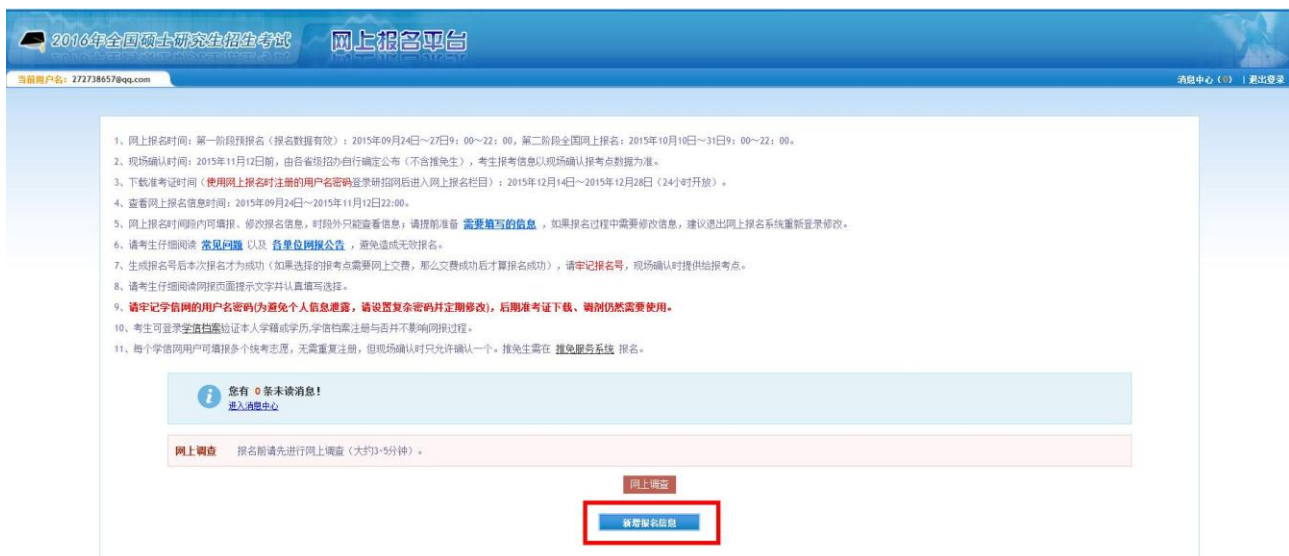 2016年全国硕士研究生招生考试 网上报名平台
当前用户名：272738657@qq.com 消息中心（0） | 退出登录
1、网上报名时间：第一阶段预报名（报名数据有效）：2015年09月24日～27日9：00～22：00，第二阶段全国网上报名：2015年10月10日～31日9：00～22：00。
2、现场确认时间：2015年11月12日前，由各省级招办自行确定公布（不含推免生），考生报考信息以现场确认报考点数据为准。
3、下载准考证时间（使用网上报名时注册的用户名密码登录研招网后进入网上报名栏目）：2015年12月14日～2015年12月28日（24小时开放）。
4、查看网上报名信息时间：2015年09月24日～2015年11月12日22:00。
5、网上报名时间段内可填报、修改报名信息，时段外只能查看信息；请提前准备 需要填写的信息 ，如果报名过程中需要修改信息，建议退出网上报名系统重新登录修改。
6、请考生仔细阅读 常见问题 以及 各单位网报公告 ，避免造成无效报名。
7、生成报名号后本次报名才为成功（如果选择的报考点需要网上交费，那么交费成功后才算报名成功），请牢记报名号，现场确认时提供给报考点。
8、请考生仔细阅读网报页面提示文字并认真填写选择。
9、请牢记学信网的用户名密码(为避免个人信息泄露，请设置复杂密码并定期修改)，后期准考证下载、调剂仍然需要使用。
10、考生可登录学信档案验证本人学籍或学历,学信档案注册与否并不影响网报过程。
11、每个学信网用户可填报多个统考志愿，无需重复注册，但现场确认时只允许确认一个。推免生需在 推免服务系统 报名。
您有 0 条未读消息！
进入消息中心
网上调查 报名前请先进行网上调查（大约3-5分钟）。
网上调查
新增报名信息